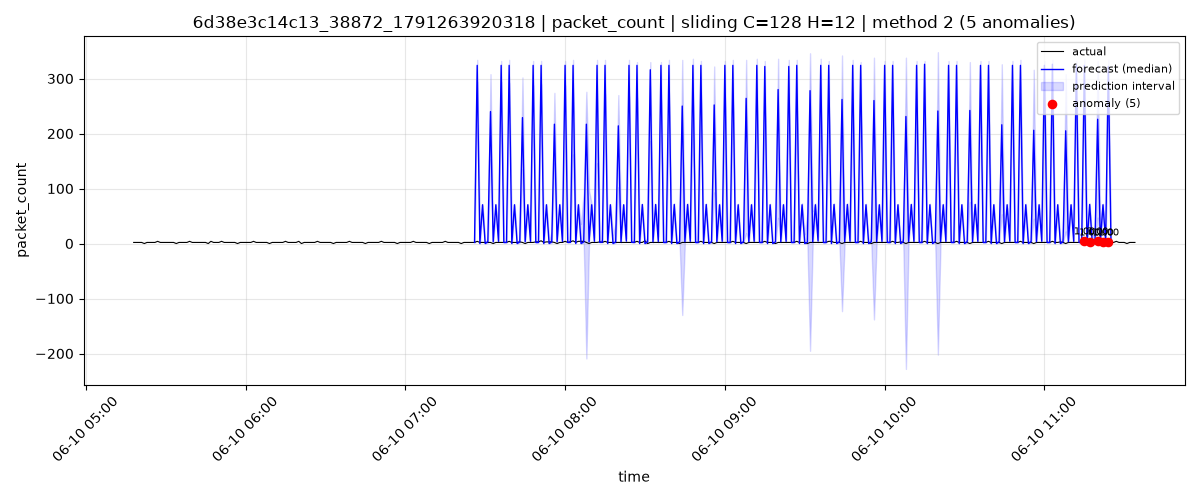 6d38e3c14c13_38872_1791263920318 | packet_count | sliding C=128 H=12 | method 2 (5 anomalies)
packet_count
300
200
100
0
−100
−200
actual
forecast (median)
prediction interval
anomaly (5)
06-10 05:00
06-10 06:00
06-10 07:00
06-10 08:00
06-10 09:00
06-10 10:00
06-10 11:00
time